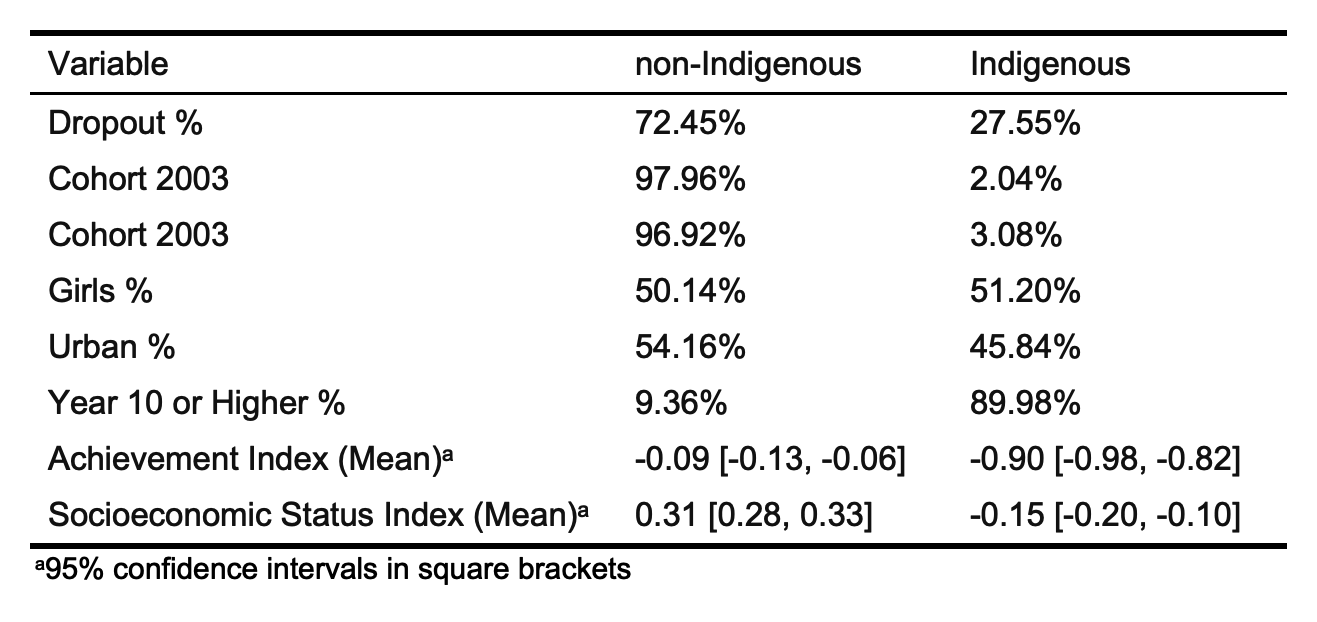 Variable non-Indigenous Indigenous
Dropout % 72.45% 27.55%
Cohort 2003 97.96% 2.04%
Cohort 2003 96.92% 3.08%
Girls % 50.14% 51.20%
Urban % 54.16% 45.84%
Year 10 or Higher % 9.36% 89.98%
Achievement Index (Mean)ᵃ -0.09 [-0.13, -0.06] -0.90 [-0.98, -0.82]
Socioeconomic Status Index (Mean)ᵃ 0.31 [0.28, 0.33] -0.15 [-0.20, -0.10]
ᵃ95% confidence intervals in square brackets